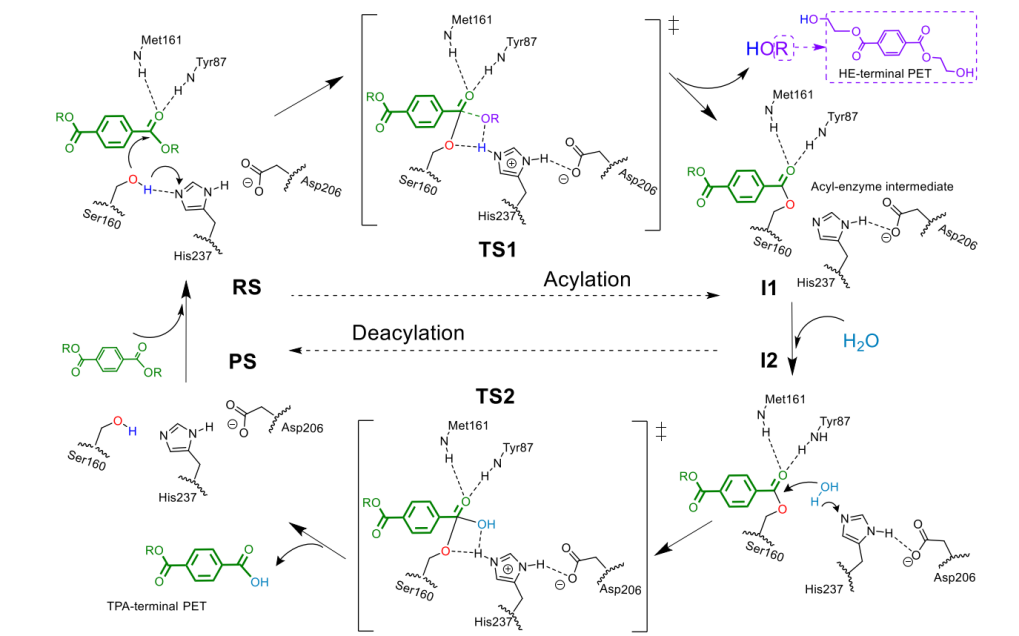 Met161
N
H
Tyr87
N
H
RO
O
O
OR
O
H
Ser160
N
N
H
His237
O
O
⊖
Asp206
RS
Met161
N
H
Tyr87
N
H
RO
O
O
OR
O
H
Ser160
N
⊕
N
H
His237
O
O
⊖
Asp206
‡
TS1
HOR
HO
O
O
O
O
OH
HE-terminal PET
Met161
N
H
Tyr87
N
H
RO
O
O
O
Ser160
Acyl-enzyme intermediate
N
N
H
His237
O
O
⊖
Asp206
I1
Acylation
Deacylation
PS
I2
H2O
RO
O
O
OR
O
H
Ser160
N
N
H
His237
O
O
⊖
Asp206
TS2
Met161
N
H
Tyr87
N
H
RO
O
O
OH
O
H
Ser160
N
⊕
N
H
His237
O
O
⊖
Asp206
‡
Met161
N
H
Tyr87
NH
H
RO
O
O
O
OH
H
Ser160
N
N
H
His237
O
O
⊖
Asp206
RO
O
O
OH
TPA-terminal PET